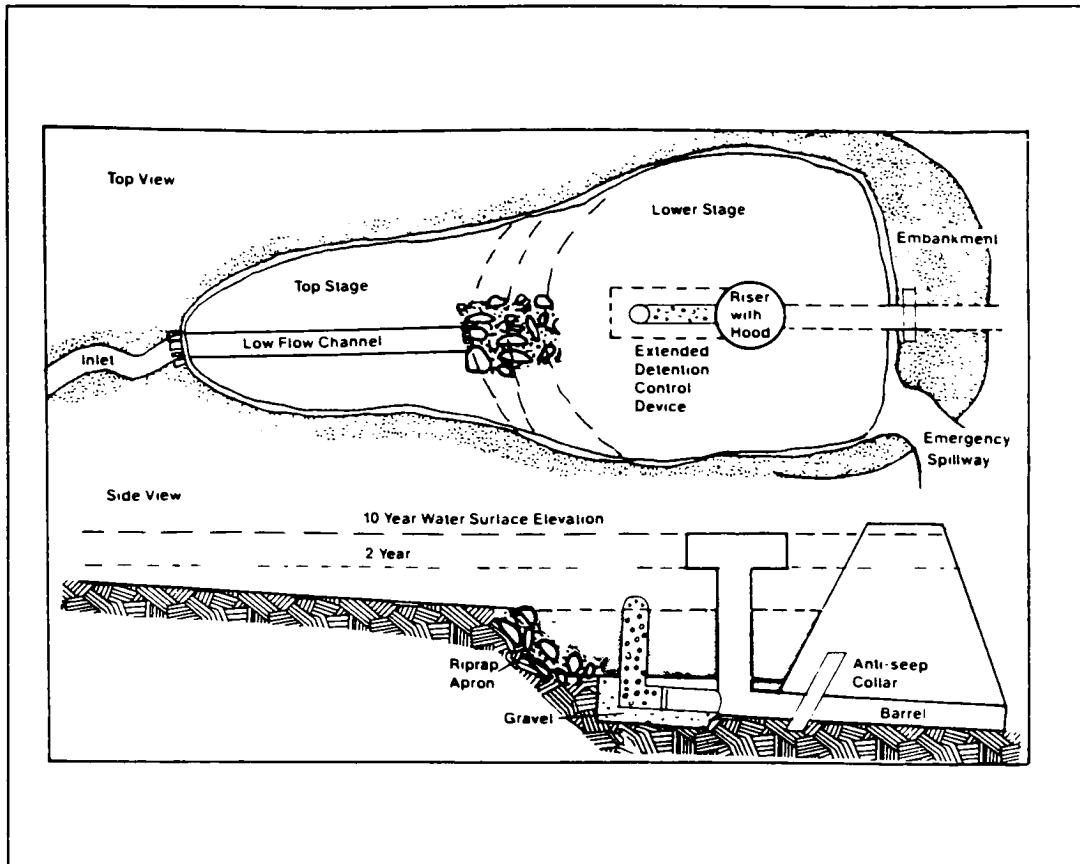 Top View
Lower Stage
Embankment
Top Stage
Riser
with
Hood
Inlet
Low Flow Channel
Extended
Detention
Control
Device
Emergency
Spillway
Side View
10 Year Water Surface Elevation
2 Year
Riprap
Apron
Anti-seep
Collar
Gravel
Barrel